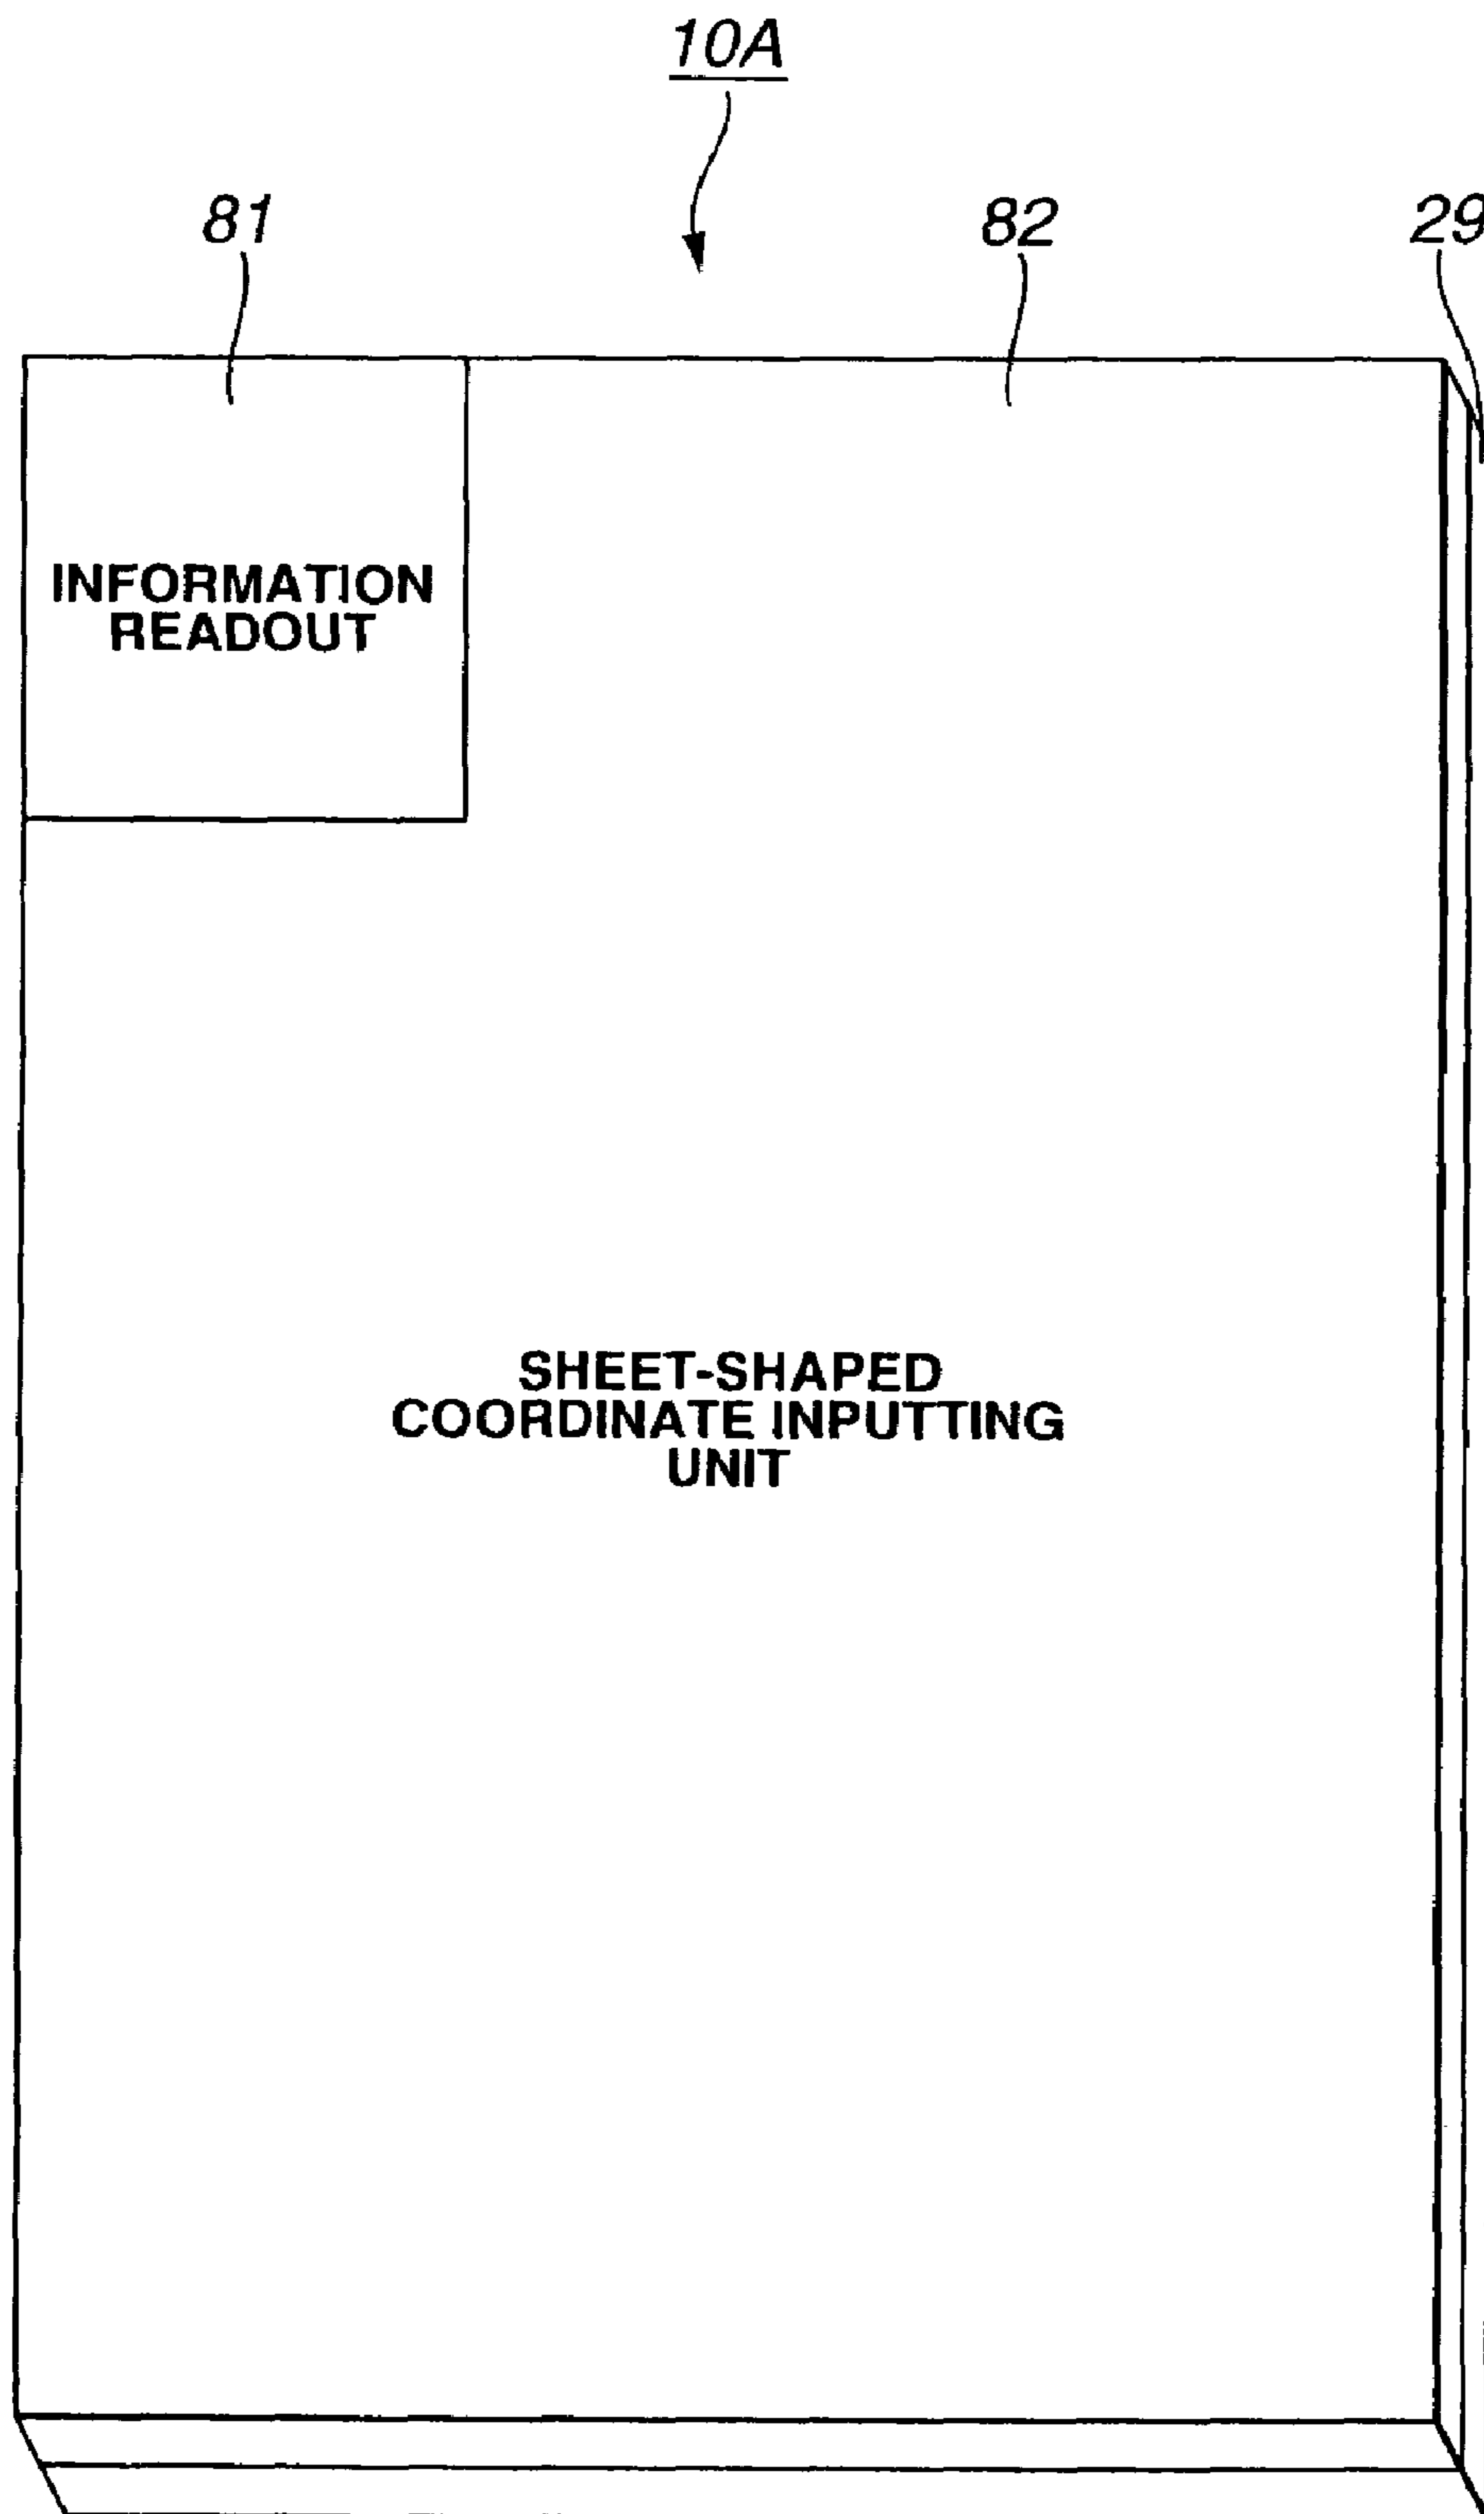 10A
81
82
29
INFORMATION
READOUT
SHEET-SHAPED
COORDINATE INPUTTING
UNIT